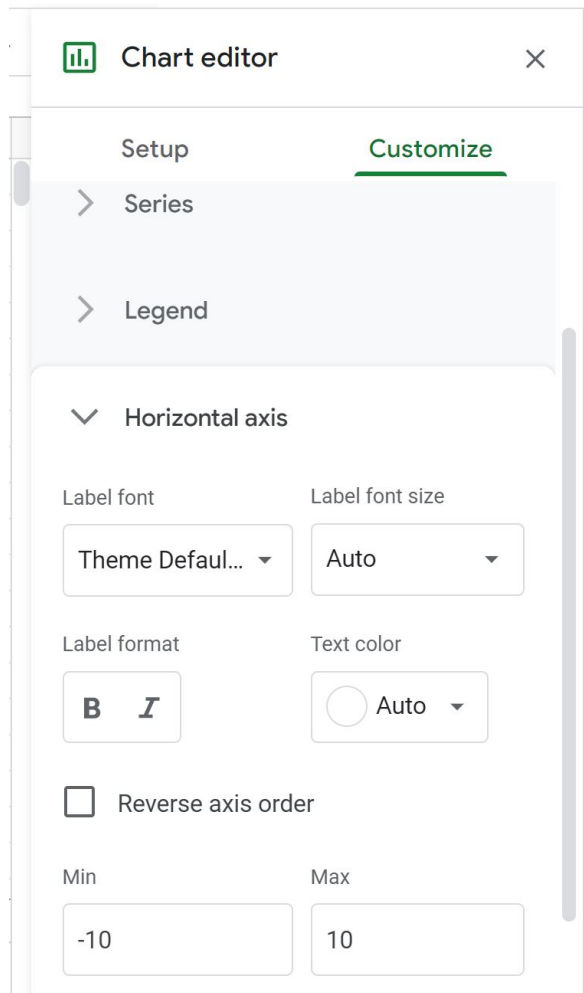 Chart editor
Setup Customize
Series
Legend
Horizontal axis
Label font Label font size
Theme Defaul... Auto
Label format Text color
B I Auto
Reverse axis order
Min Max
-10 10